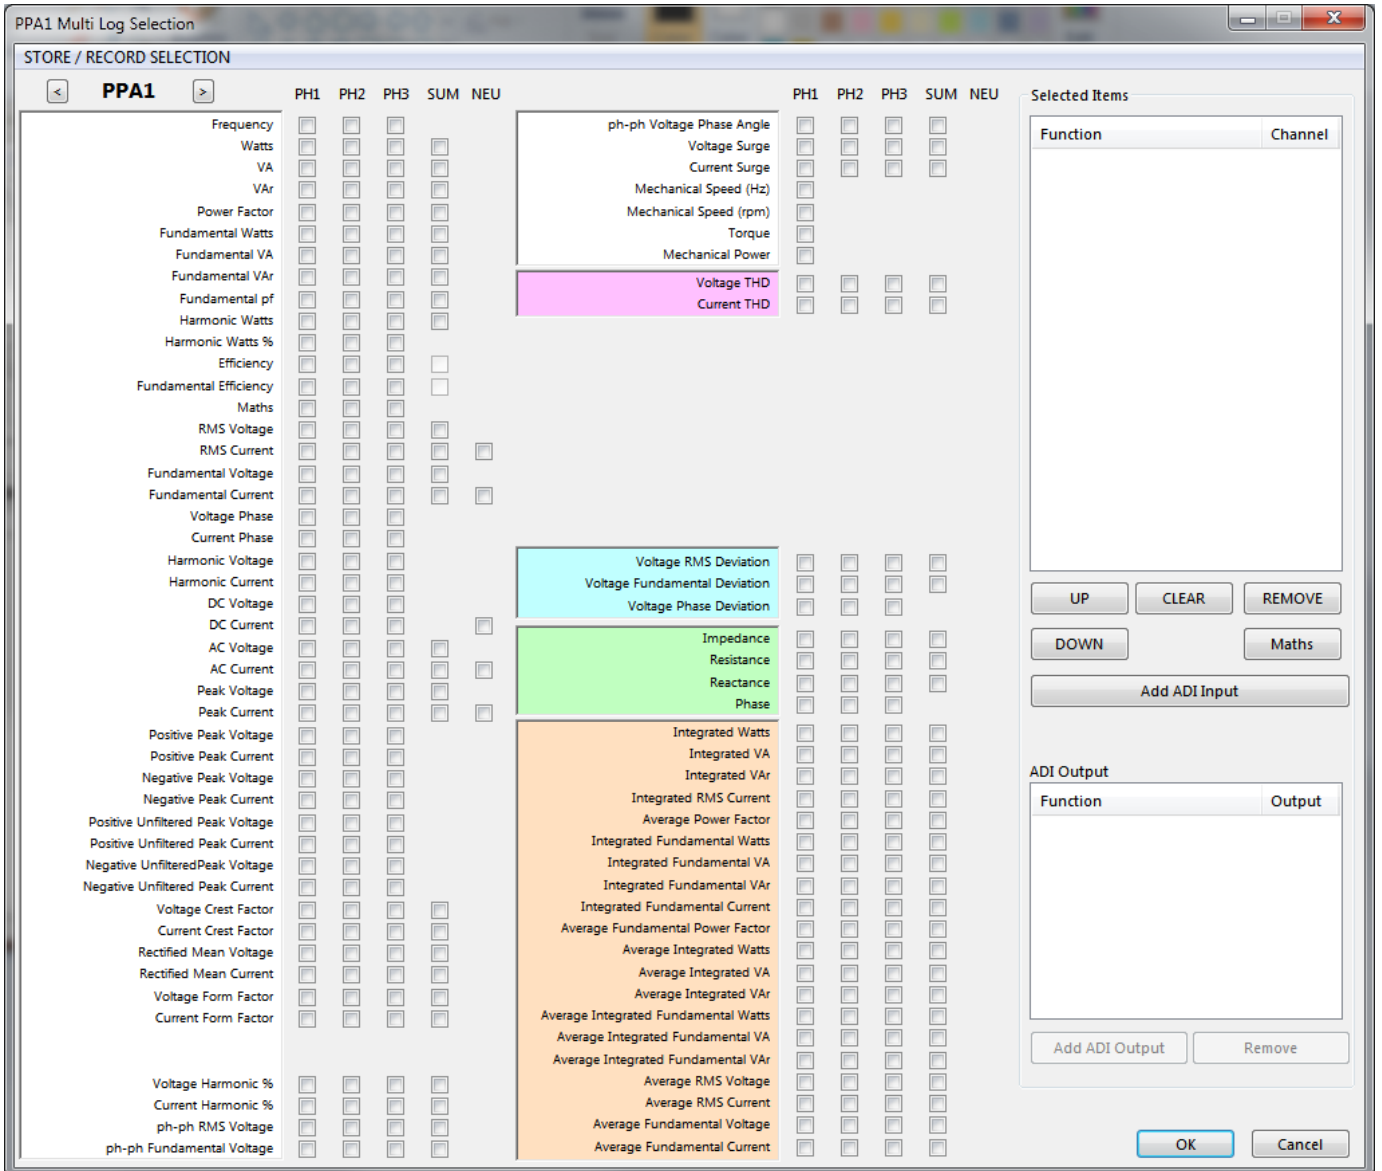 PPA1 Multi Log Selection
STORE / RECORD SELECTION
< PPA1 >
PH1 PH2 PH3 SUM NEU
Frequency
Watts
VA
VAr
Power Factor
Fundamental Watts
Fundamental VA
Fundamental VAr
Fundamental pf
Harmonic Watts
Harmonic Watts %
Efficiency
Fundamental Efficiency
Maths
RMS Voltage
RMS Current
Fundamental Voltage
Fundamental Current
Voltage Phase
Current Phase
Harmonic Voltage
Harmonic Current
DC Voltage
DC Current
AC Voltage
AC Current
Peak Voltage
Peak Current
Positive Peak Voltage
Positive Peak Current
Negative Peak Voltage
Negative Peak Current
Positive Unfiltered Peak Voltage
Positive Unfiltered Peak Current
Negative UnfilteredPeak Voltage
Negative Unfiltered Peak Current
Voltage Crest Factor
Current Crest Factor
Rectified Mean Voltage
Rectified Mean Current
Voltage Form Factor
Current Form Factor
Voltage Harmonic %
Current Harmonic %
ph-ph RMS Voltage
ph-ph Fundamental Voltage
PH1 PH2 PH3 SUM NEU
ph-ph Voltage Phase Angle
Voltage Surge
Current Surge
Mechanical Speed (Hz)
Mechanical Speed (rpm)
Torque
Mechanical Power
Voltage THD
Current THD
Voltage RMS Deviation
Voltage Fundamental Deviation
Voltage Phase Deviation
Impedance
Resistance
Reactance
Phase
Integrated Watts
Integrated VA
Integrated VAr
Integrated RMS Current
Average Power Factor
Integrated Fundamental Watts
Integrated Fundamental VA
Integrated Fundamental VAr
Integrated Fundamental Current
Average Fundamental Power Factor
Average Integrated Watts
Average Integrated VA
Average Integrated VAr
Average Integrated Fundamental Watts
Average Integrated Fundamental VA
Average Integrated Fundamental VAr
Average RMS Voltage
Average RMS Current
Average Fundamental Voltage
Average Fundamental Current
Selected Items
Function Channel
UP CLEAR REMOVE
DOWN Maths
Add ADI Input
ADI Output
Function Output
Add ADI Output Remove
OK Cancel